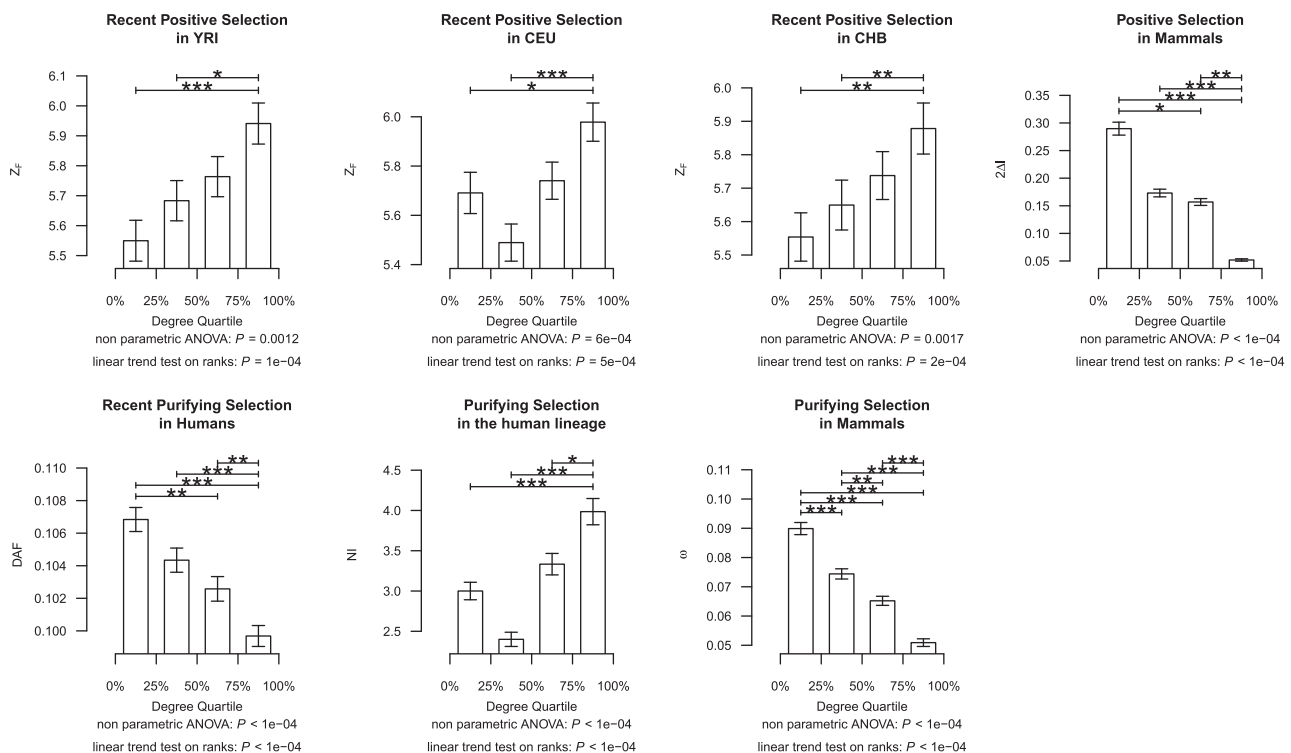 Recent Positive Selection
in YRI
6.1
6.0
5.9
5.8
5.7
5.6
5.5
Z_F
*
***
0% 25% 50% 75% 100%
Degree Quartile
non parametric ANOVA: P = 0.0012
linear trend test on ranks: P = 1e−04
Recent Positive Selection
in CEU
6.0
5.8
5.6
5.4
Z_F
***
*
0% 25% 50% 75% 100%
Degree Quartile
non parametric ANOVA: P = 6e−04
linear trend test on ranks: P = 5e−04
Recent Positive Selection
in CHB
6.0
5.9
5.8
5.7
5.6
5.5
Z_F
**
**
0% 25% 50% 75% 100%
Degree Quartile
non parametric ANOVA: P = 0.0017
linear trend test on ranks: P = 2e−04
Positive Selection
in Mammals
0.35
0.30
0.25
0.20
0.15
0.10
0.05
2Δl
**
***
***
*
0% 25% 50% 75% 100%
Degree Quartile
non parametric ANOVA: P < 1e−04
linear trend test on ranks: P < 1e−04
Recent Purifying Selection
in Humans
0.110
0.108
0.106
0.104
0.102
0.100
DAF
**
***
***
**
0% 25% 50% 75% 100%
Degree Quartile
non parametric ANOVA: P < 1e−04
linear trend test on ranks: P < 1e−04
Purifying Selection
in the human lineage
4.5
4.0
3.5
3.0
2.5
NI
*
***
***
0% 25% 50% 75% 100%
Degree Quartile
non parametric ANOVA: P < 1e−04
linear trend test on ranks: P < 1e−04
Purifying Selection
in Mammals
0.11
0.10
0.09
0.08
0.07
0.06
0.05
ω
***
***
**
***
***
***
0% 25% 50% 75% 100%
Degree Quartile
non parametric ANOVA: P < 1e−04
linear trend test on ranks: P < 1e−04